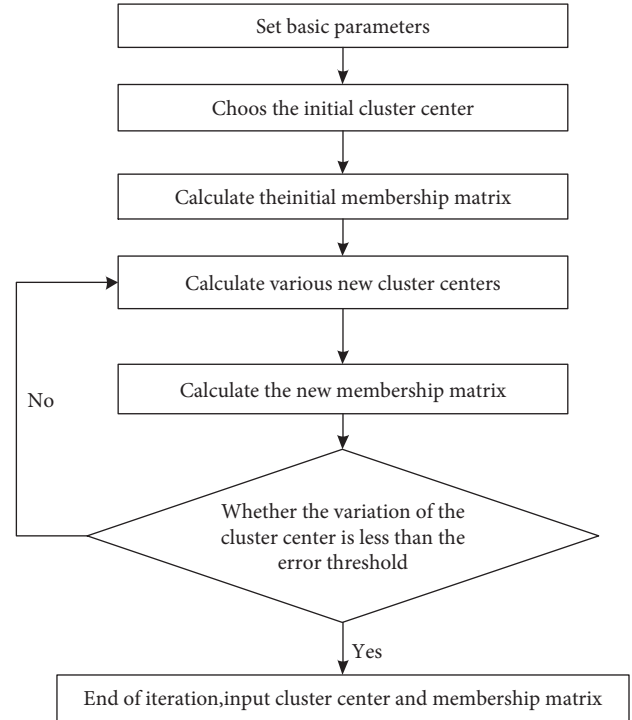 Set basic parameters
Choos the initial cluster center
Calculate theinitial membership matrix
Calculate various new cluster centers
Calculate the new membership matrix
No
Whether the variation of the
cluster center is less than the
error threshold
Yes
End of iteration,input cluster center and membership matrix